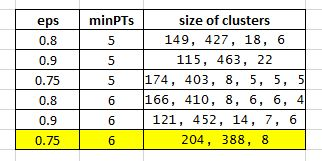 eps minPTs size of clusters
0.8 5 149, 427, 18, 6
0.9 5 115, 463, 22
0.75 5 174, 403, 8, 5, 5, 5
0.8 6 166, 410, 8, 6, 6, 4
0.9 6 121, 452, 14, 7, 6
0.75 6 204, 388, 8